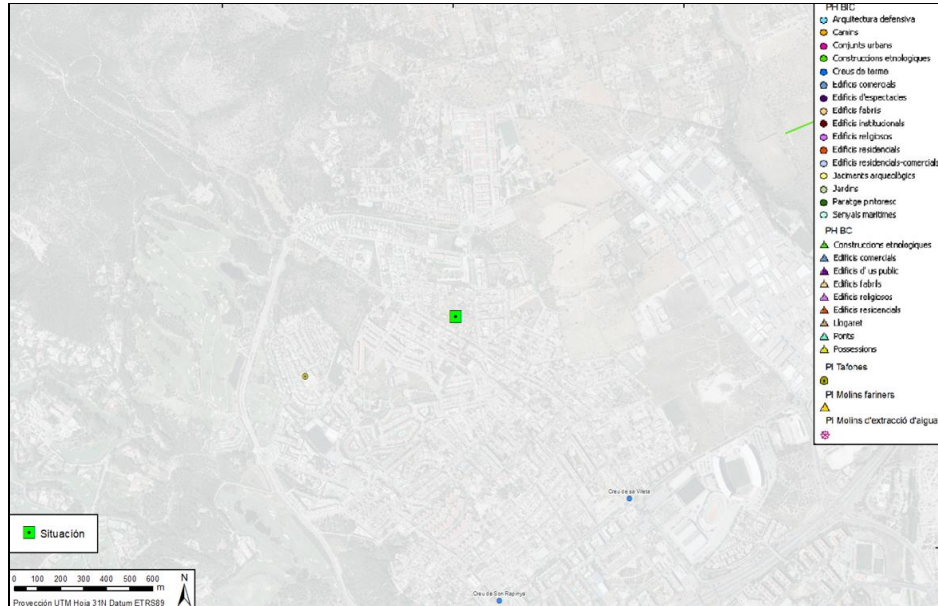 PH BIC
Arquitectura defensiva
Camins
Conjunts urbans
Construccions etnologiques
Creus de terme
Edificis comercials
Edificis d'espectacles
Edificis fabrils
Edificis institucionals
Edificis religiosos
Edificis residencials
Edificis residencials-comercials
Jaciments arqueològics
Jardins
Paratge pintoresc
Senyals marítimes
PH BC
Construccions etnologiques
Edificis comercials
Edificis d'us public
Edificis fabrils
Edificis religiosos
Edificis residencials
Llogaret
Ponts
Possessions
PI Tafones
PI Molins fariners
PI Molins d'extracció d'aigua
Creu de sa Vileta
Situación
Creu de Son Rapinya
0 100 200 300 400 500 600
m
N
Proyección UTM Hoja 31N Datum ETRS89